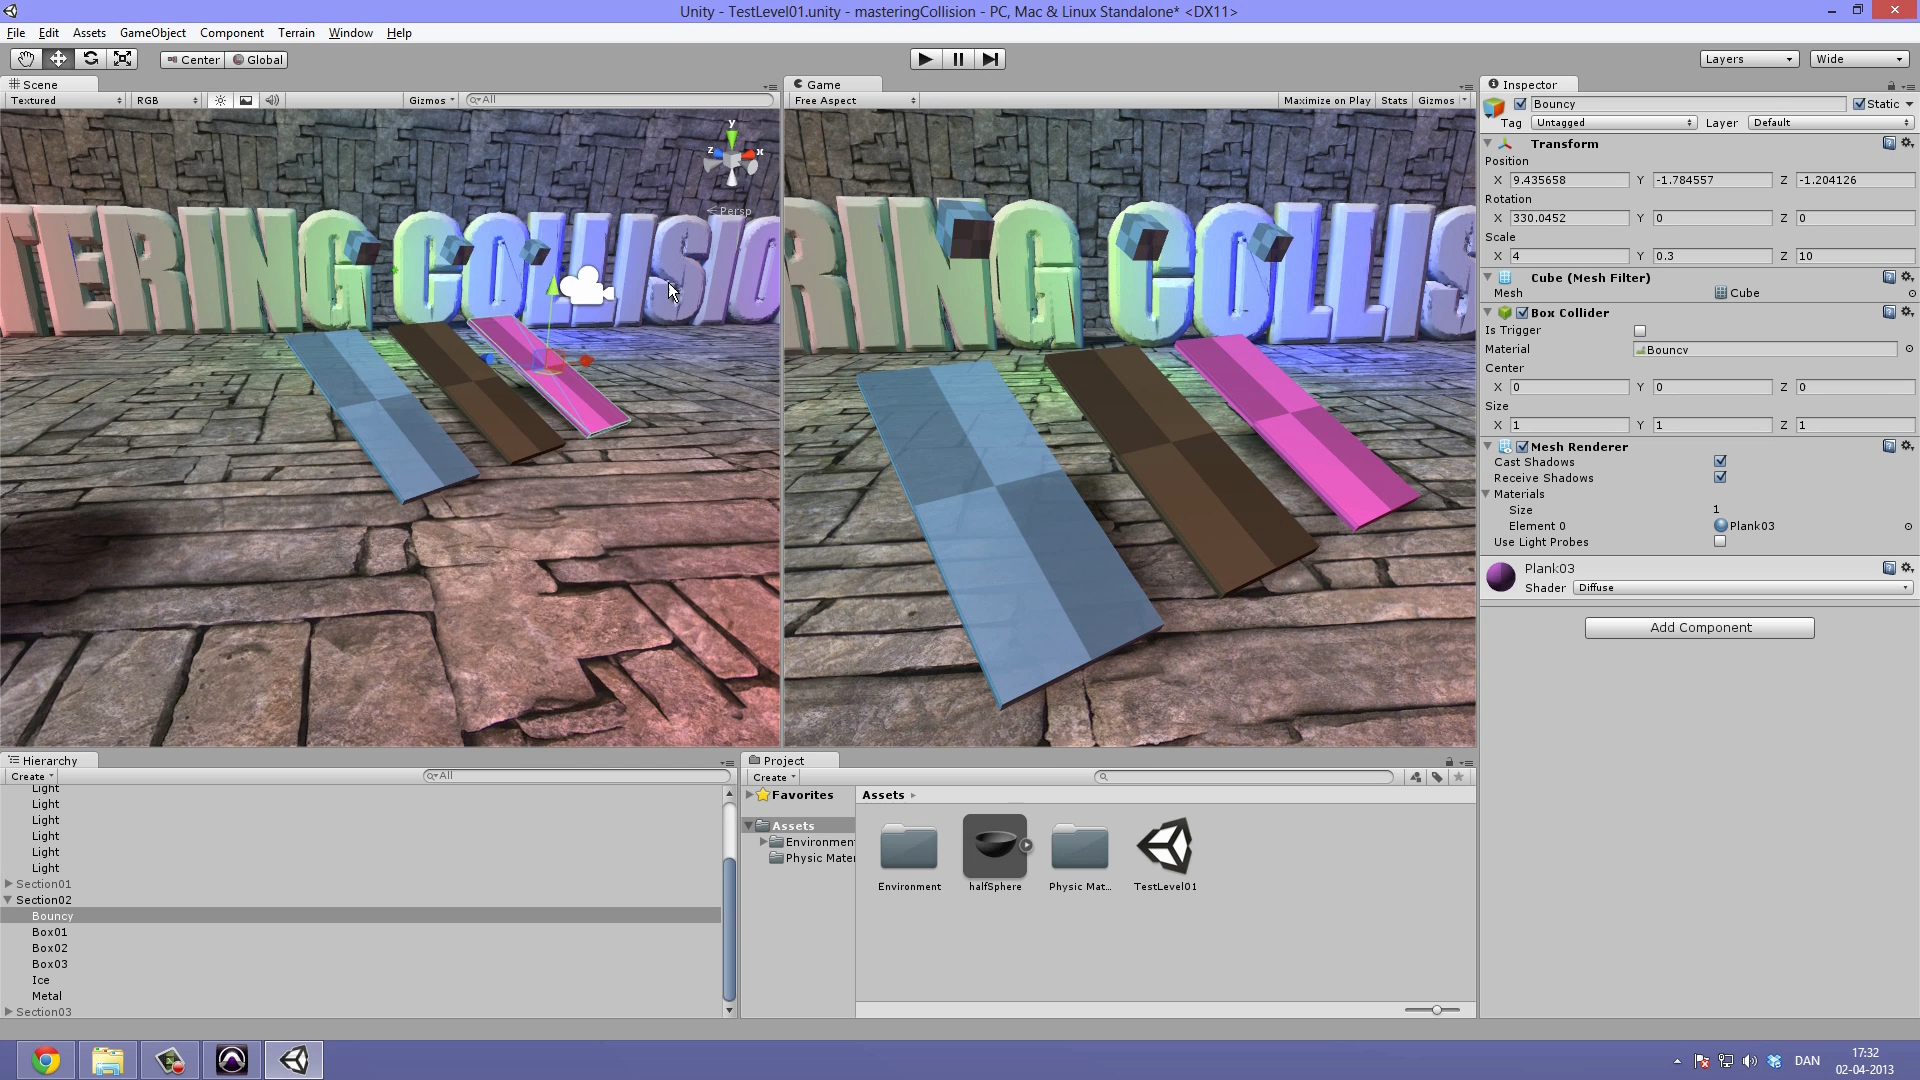 Unity - TestLevel01.unity - masteringCollision - PC, Mac & Linux Standalone* <DX11>
File Edit Assets GameObject Component Terrain Window Help
Center Global
Layers Wide
Scene
Textured RGB Gizmos All
y
z x
Persp
TERING COLLISIO
Game
Free Aspect Maximize on Play Stats Gizmos
RING COLLIS
Inspector
Bouncy Static
Tag Untagged Layer Default
Transform
Position
X 9.435658 Y -1.784557 Z -1.204126
Rotation
X 330.0452 Y 0 Z 0
Scale
X 4 Y 0.3 Z 10
Cube (Mesh Filter)
Mesh Cube
Box Collider
Is Trigger
Material Bouncy
Center
X 0 Y 0 Z 0
Size
X 1 Y 1 Z 1
Mesh Renderer
Cast Shadows
Receive Shadows
Materials
Size 1
Element 0 Plank03
Use Light Probes
Plank03
Shader Diffuse
Add Component
Hierarchy
Create All
Light
Light
Light
Light
Light
Light
Section01
Section02
Bouncy
Box01
Box02
Box03
Ice
Metal
Section03
Project
Create
Favorites
Assets
Environmen
Physic Mate
Assets
Environment halfSphere Physic Mat... TestLevel01
DAN
17:32
02-04-2013